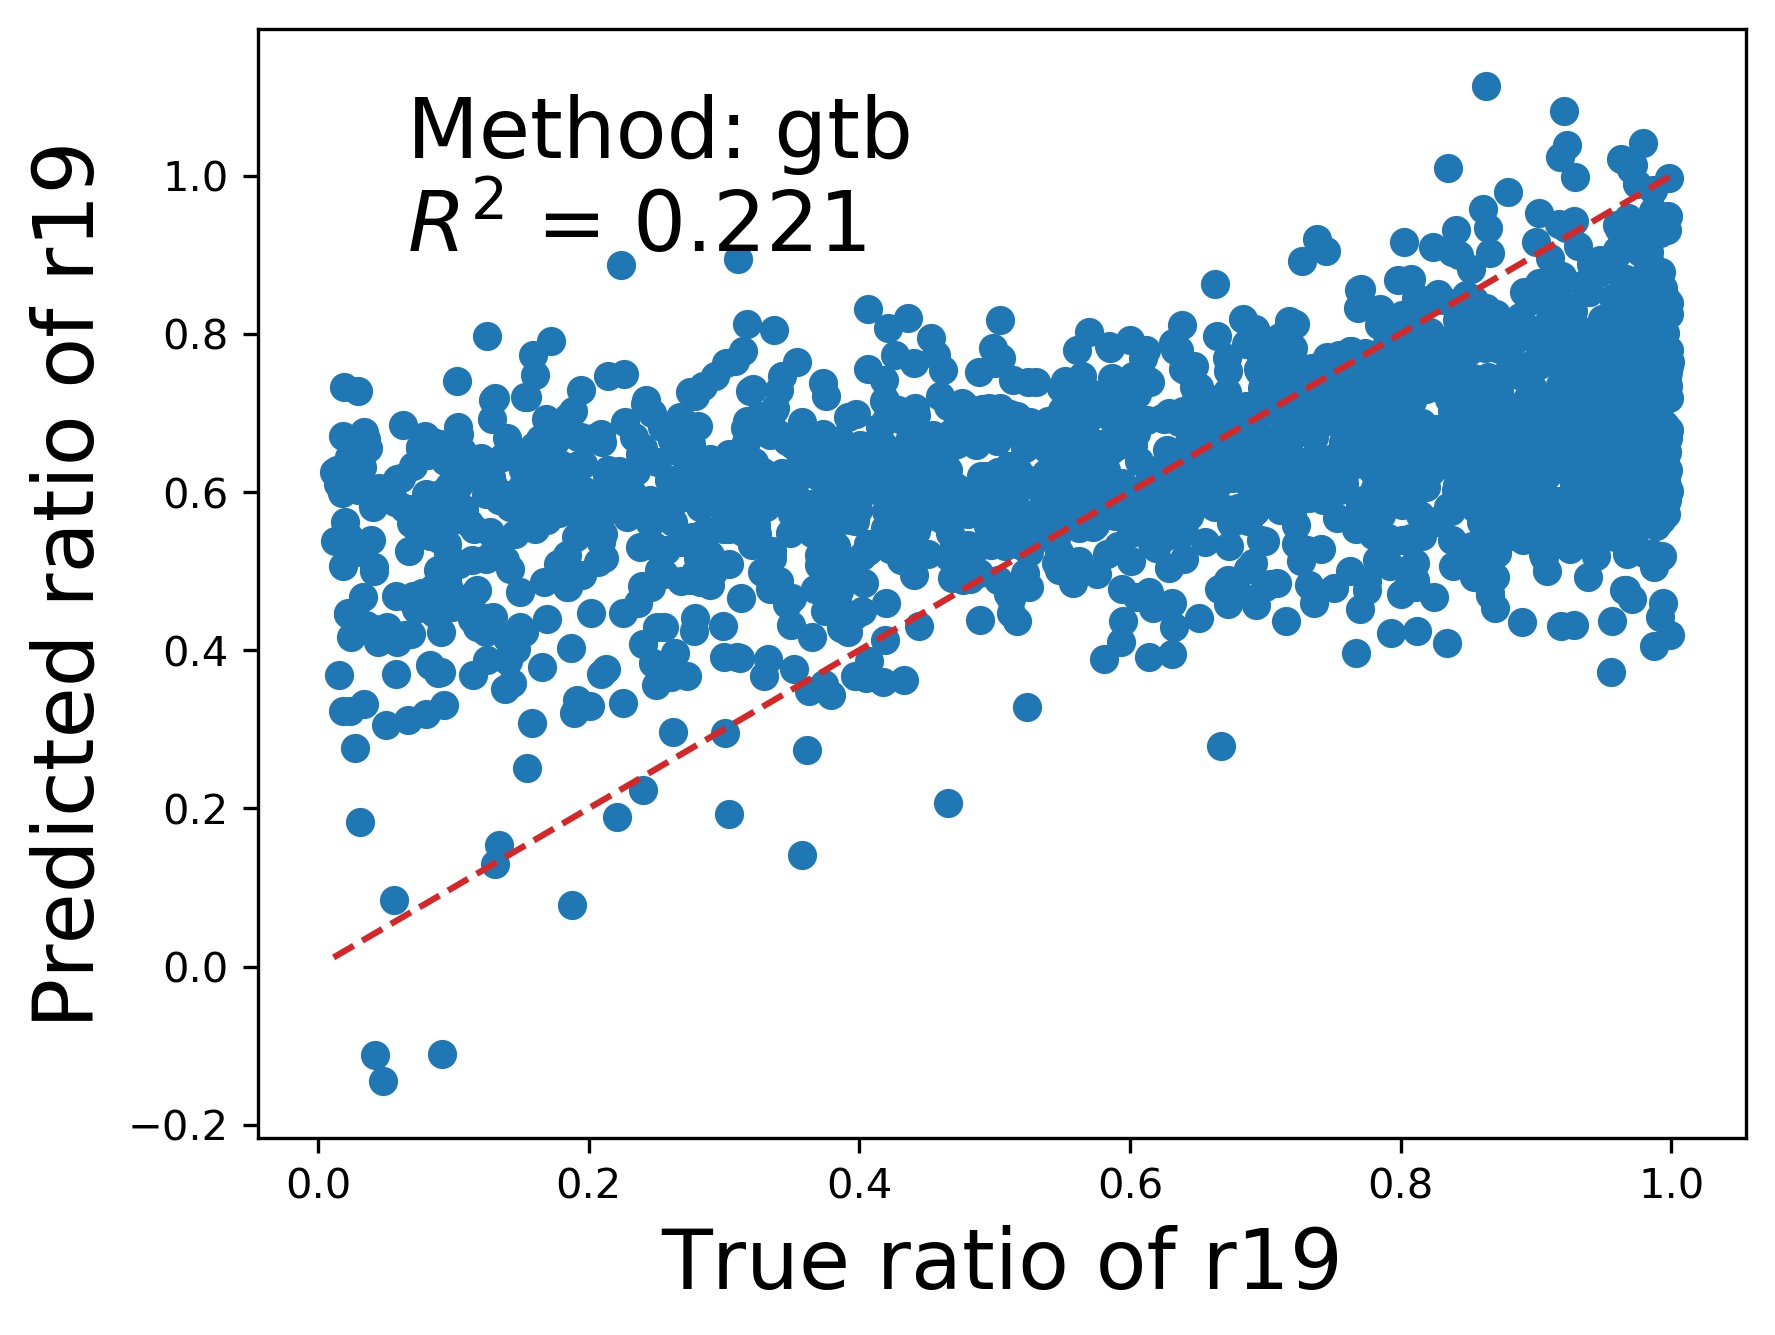 Method: gtb
R² = 0.221
Predicted ratio of r19
1.0
0.8
0.6
0.4
0.2
0.0
−0.2
0.0 0.2 0.4 0.6 0.8 1.0
True ratio of r19